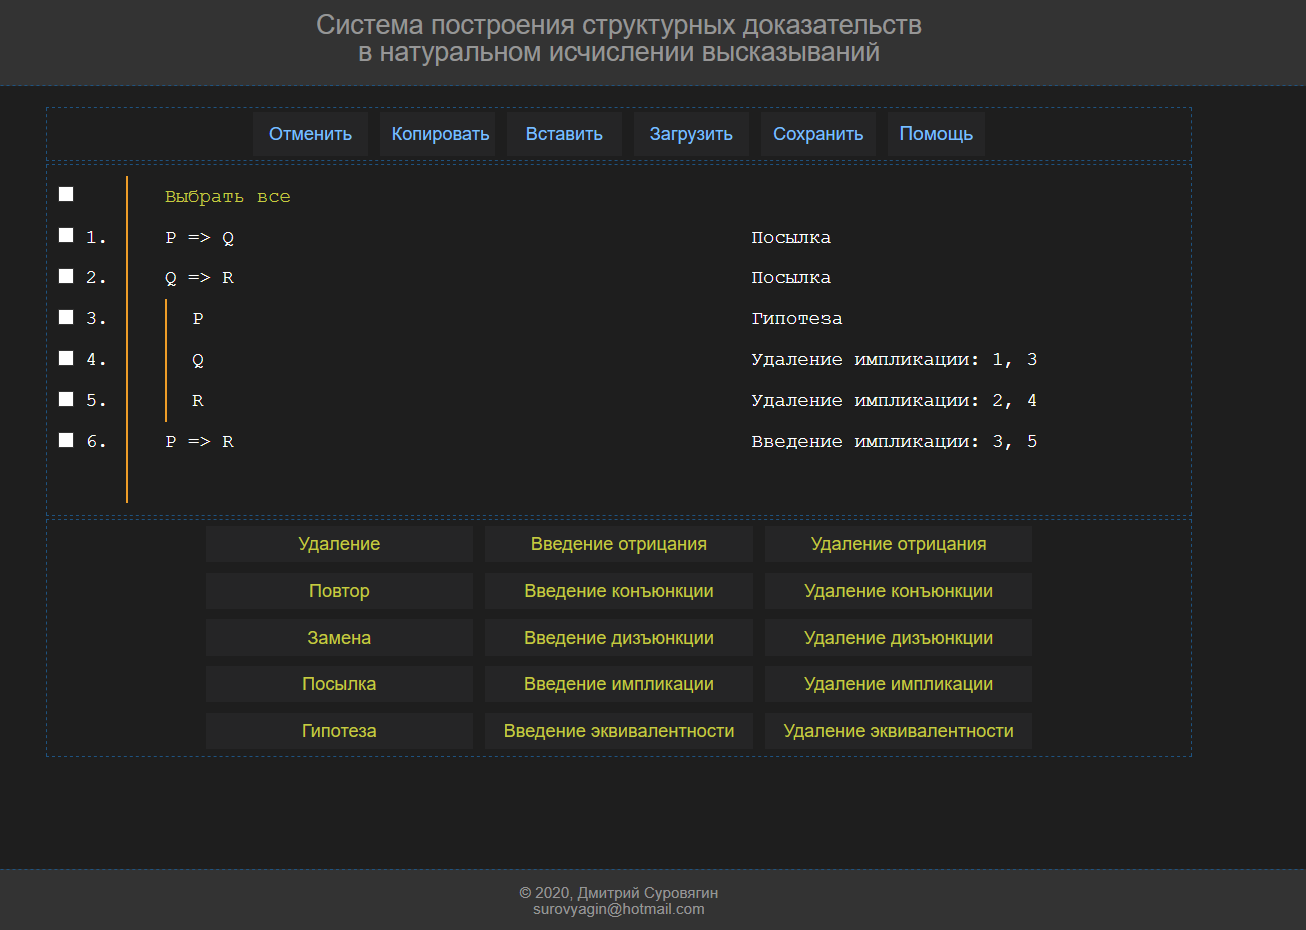 Система построения структурных доказательств
в натуральном исчислении высказываний
Отменить Копировать Вставить Загрузить Сохранить Помощь
Выбрать все
1. P => Q Посылка
2. Q => R Посылка
3. P Гипотеза
4. Q Удаление импликации: 1, 3
5. R Удаление импликации: 2, 4
6. P => R Введение импликации: 3, 5
Удаление Введение отрицания Удаление отрицания
Повтор Введение конъюнкции Удаление конъюнкции
Замена Введение дизъюнкции Удаление дизъюнкции
Посылка Введение импликации Удаление импликации
Гипотеза Введение эквивалентности Удаление эквивалентности
© 2020, Дмитрий Суровягин
surovyagin@hotmail.com